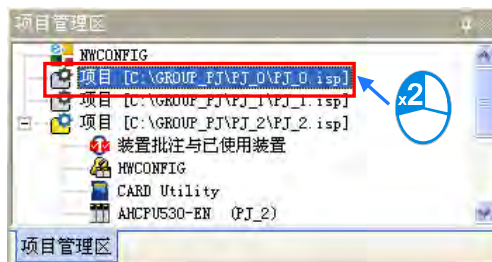 项目管理区
NWCONFIG
项目 [C:\GROUP_PJ\PJ_0\PJ_0.isp]
x2
项目 [C:\GROUP_PJ\PJ_1\PJ_1.isp]
项目 [C:\GROUP_PJ\PJ_2\PJ_2.isp]
装置批注与已使用装置
HWCONFIG
CARD Utility
AHCPU530-EN (PJ_2)
项目管理区